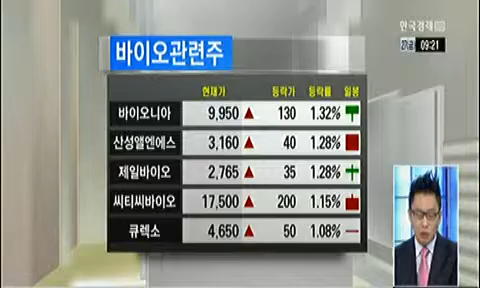 한국경제
27금 09:21
바이오관련주
현재가 등락가 등락률 일봉
바이오니아 9,950 ▲ 130 1.32%
산성앨엔에스 3,160 ▲ 40 1.28%
제일바이오 2,765 ▲ 35 1.28%
씨티씨바이오 17,500 ▲ 200 1.15%
큐렉소 4,650 ▲ 50 1.08%